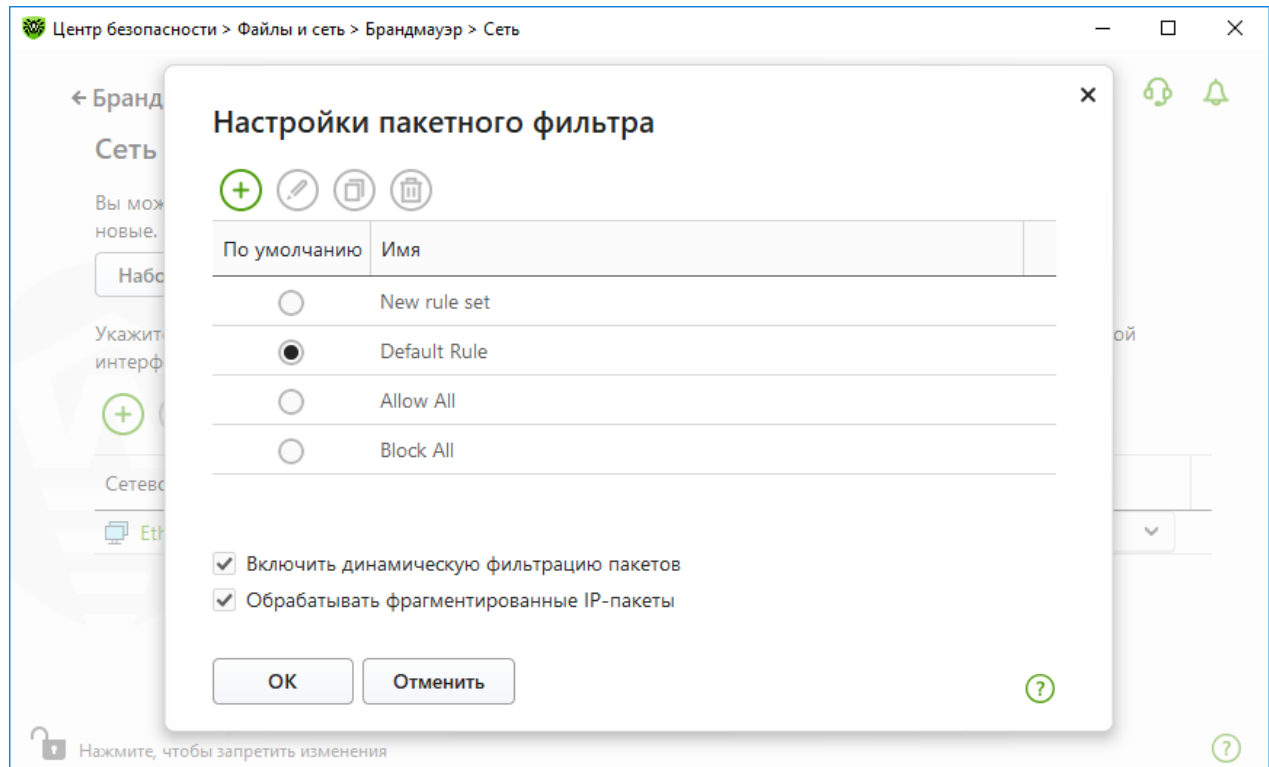 Центр безопасности > Файлы и сеть > Брандмауэр > Сеть
Бранд
Сеть
Вы мож
новые.
Набо
Укажит
ой
интерф
Сетево
Eth
Настройки пакетного фильтра
По умолчанию Имя
New rule set
Default Rule
Allow All
Block All
Включить динамическую фильтрацию пакетов
Обрабатывать фрагментированные IP-пакеты
ОК Отменить
Нажмите, чтобы запретить изменения